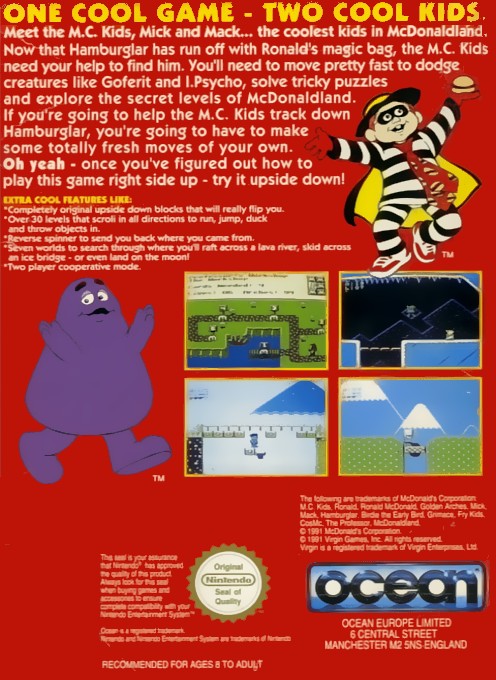 ONE COOL GAME - TWO COOL KIDS.
Meet the M.C. Kids, Mick and Mack... the coolest kids in McDonaldland.
Now that Hamburglar has run off with Ronald's magic bag, the M.C. Kids
need your help to find him. You'll need to move pretty fast to dodge
creatures like Goferit and I.Psycho, solve tricky puzzles
and explore the secret levels of McDonaldland.
If you're going to help the M.C. Kids track down
Hamburglar, you're going to have to make
some totally fresh moves of your own.
Oh yeah - once you've figured out how to
play this game right side up - try it upside down!
EXTRA COOL FEATURES LIKE:
*Completely original upside down blocks that will really flip you.
*Over 30 levels that scroll in all directions to run, jump, duck
and throw objects in.
*Reverse spinner to send you back where you came from.
*Seven worlds to search through where you'll raft across a lava river, skid across
an ice bridge - or even land on the moon!
*Two player cooperative mode.
TM
TM
The following are trademarks of McDonald's Corporation
M.C. Kids, Ronald, Ronald McDonald, Golden Arches, Mick,
Mack, Hamburglar, Birdie the Early Bird, Grimace, Fry Kids,
CosMc, The Professor, McDonaldland.
© 1991 McDonald's Corporation.
© 1991 Virgin Games, Inc. All rights reserved.
Virgin is a registered trademark of Virgin Enterprises, Ltd.
This seal is your assurance
that Nintendo® has approved
the quality of this product.
Always look for this seal
when buying games and
accessories to ensure
complete compatibility with your
Nintendo Entertainment System™
Original
Nintendo
Seal of
Quality
ocean
Ocean is a registered trademark.
Nintendo and Nintendo Entertainment System are trademarks of Nintendo
OCEAN EUROPE LIMITED
6 CENTRAL STREET
MANCHESTER M2 5NS ENGLAND
RECOMMENDED FOR AGES 8 TO ADULT